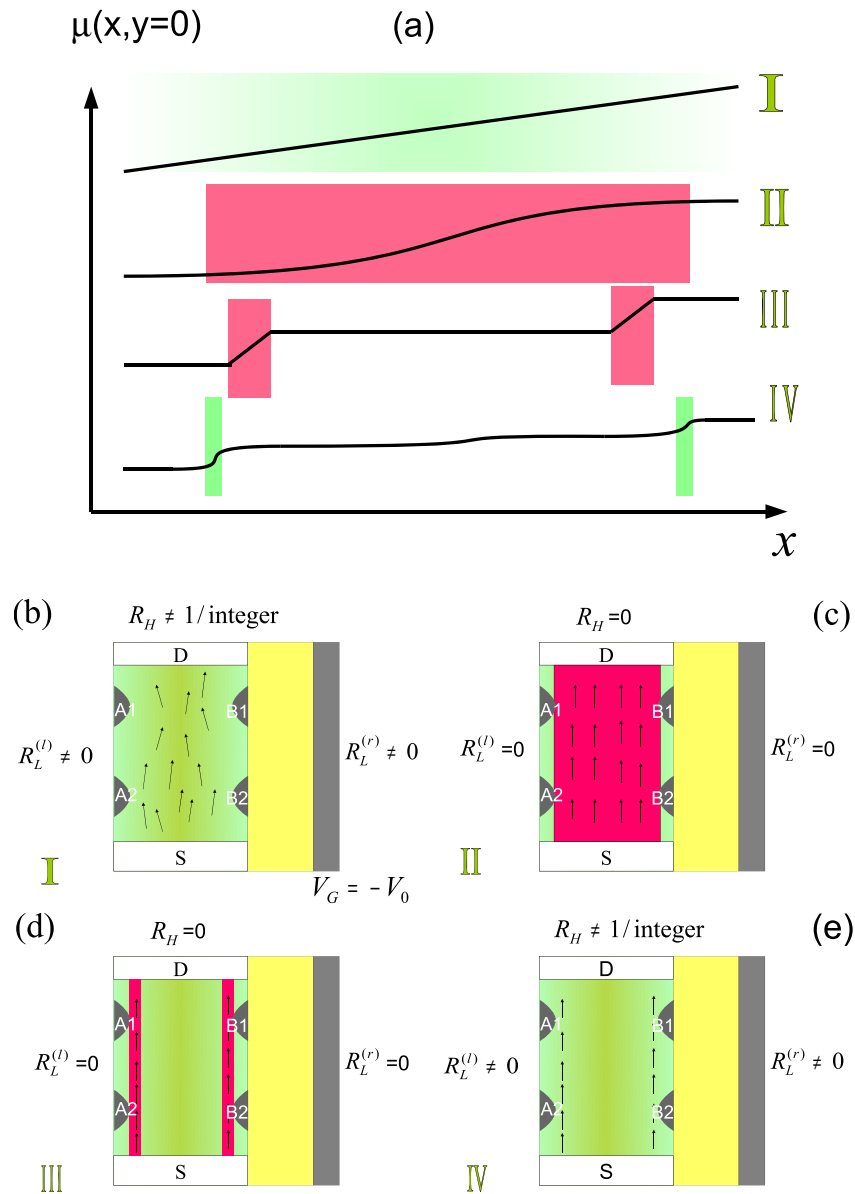 μ(x,y=0)
(a)
I
II
III
IV
x
(b)
R_H ≠ 1/integer
D
A1
B1
R_L^(l) ≠ 0
R_L^(r) ≠ 0
A2
B2
S
I
V_G = − V_0
R_H =0
(c)
D
A1
B1
R_L^(l) =0
R_L^(r) =0
A2
B2
S
II
(d)
R_H =0
D
A1
B1
R_L^(l) =0
R_L^(r) =0
A2
B2
S
III
R_H ≠ 1/integer
(e)
D
A1
B1
R_L^(l) ≠ 0
R_L^(r) ≠ 0
A2
B2
S
IV